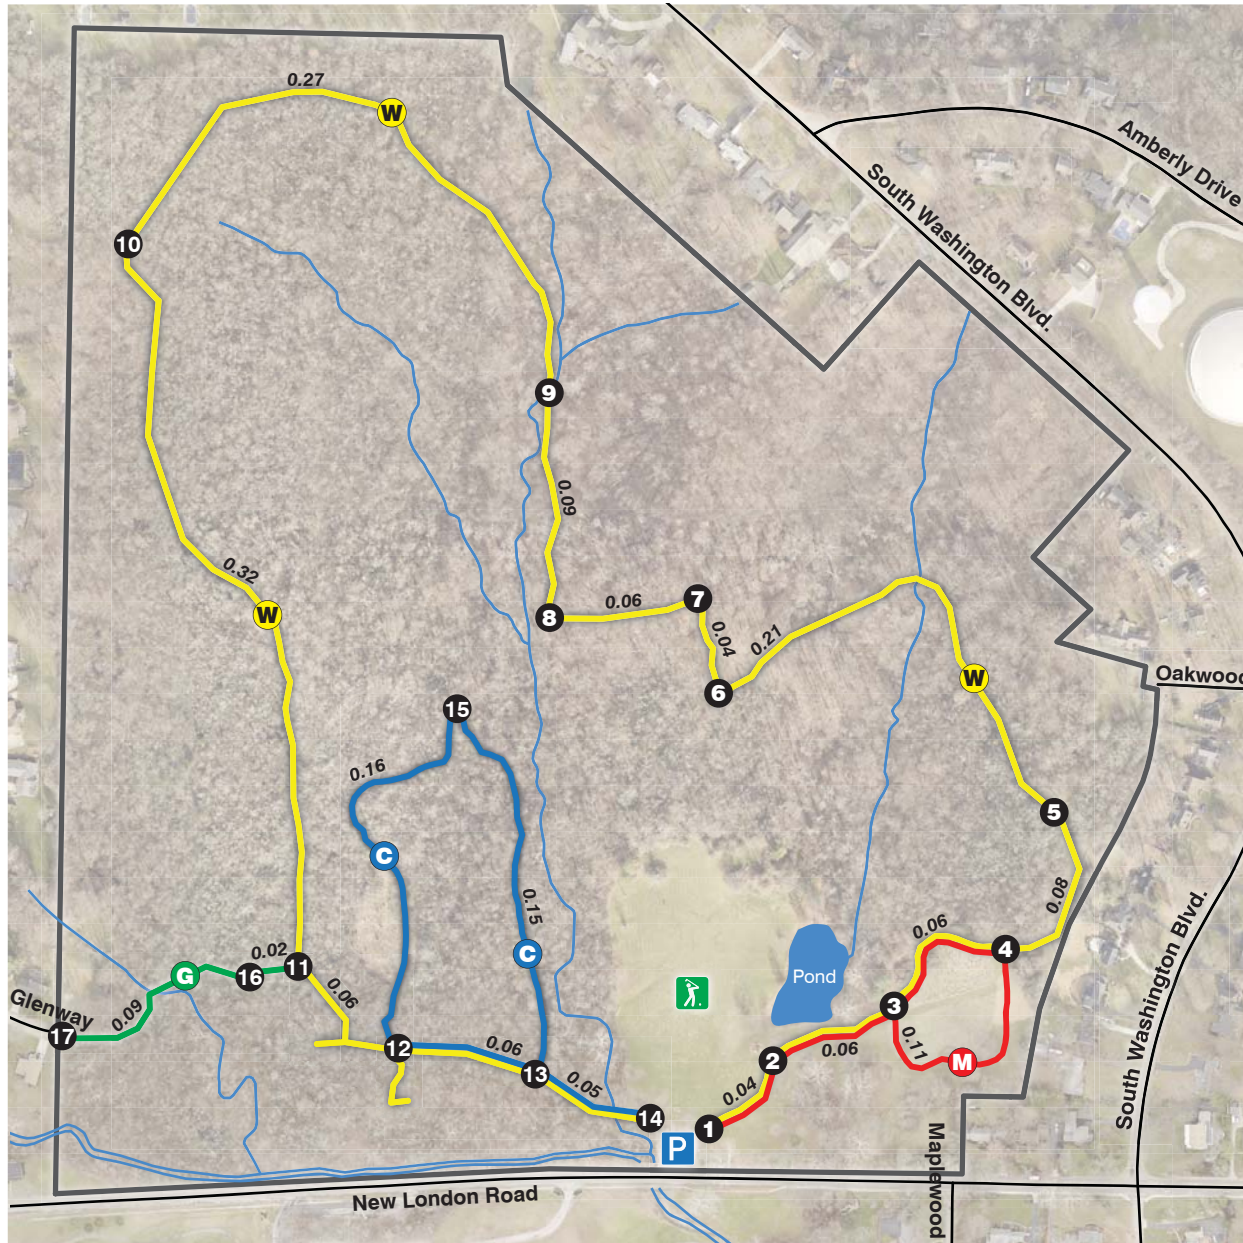 0.27
W
Amberly Drive
South Washington Blvd.
10
9
0.09
0.32
W
8
0.06
7
0.04
0.21
6
W
Oakwood
15
0.16
5
C
0.15
0.08
C
0.06
4
0.02
G
16
11
Pond
0.06
3
Glenway
0.09
17
12
0.06
0.11
M
0.06
2
13
0.05
0.04
14
1
P
South Washington Blvd.
Maplewood
New London Road